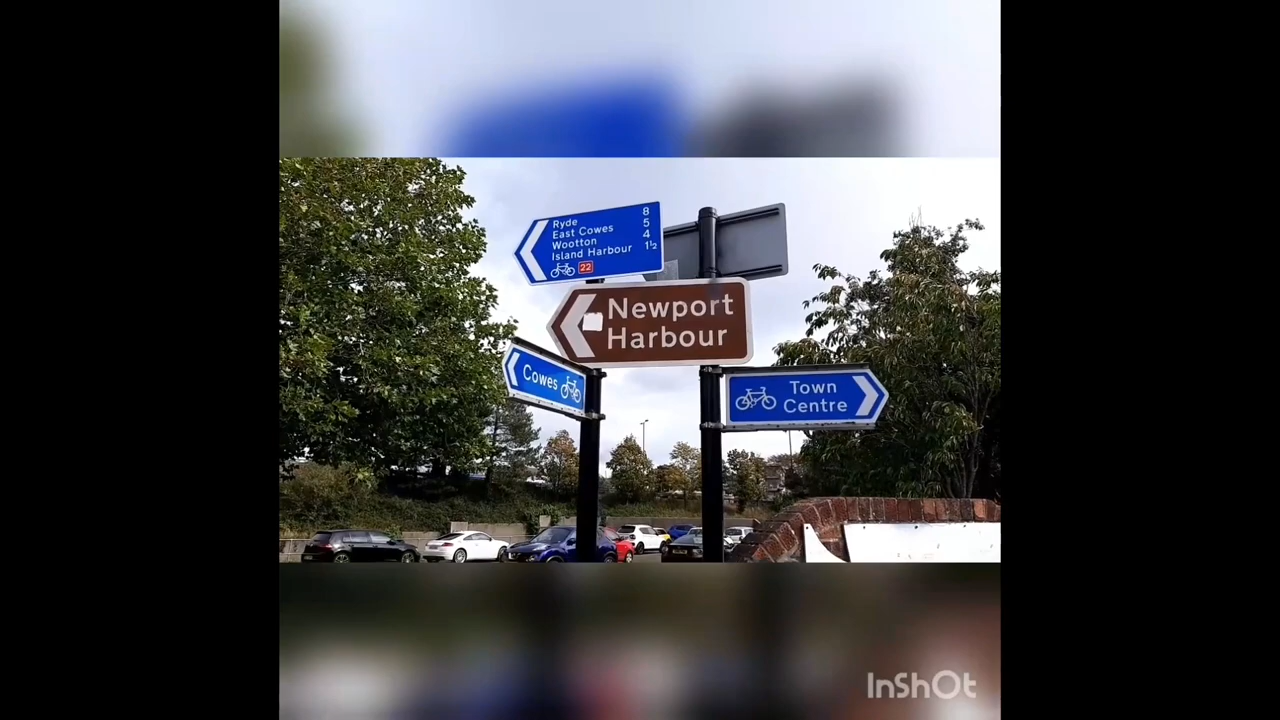 Ryde 8
East Cowes 5
Wootton 4
Island Harbour 1½
22
Newport
Harbour
Cowes
Town
Centre
InShOt